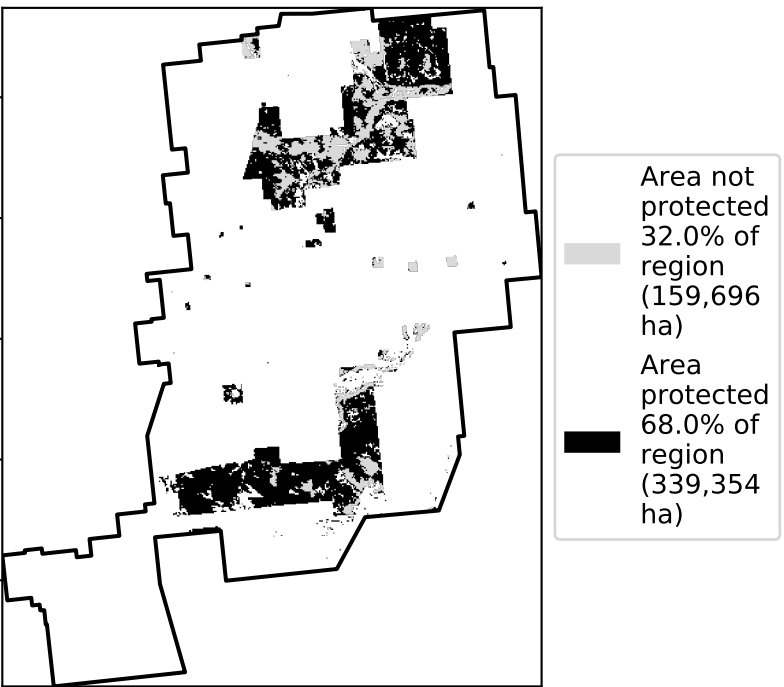 Area not
protected
32.0% of
region
(159,696
ha)
Area
protected
68.0% of
region
(339,354
ha)